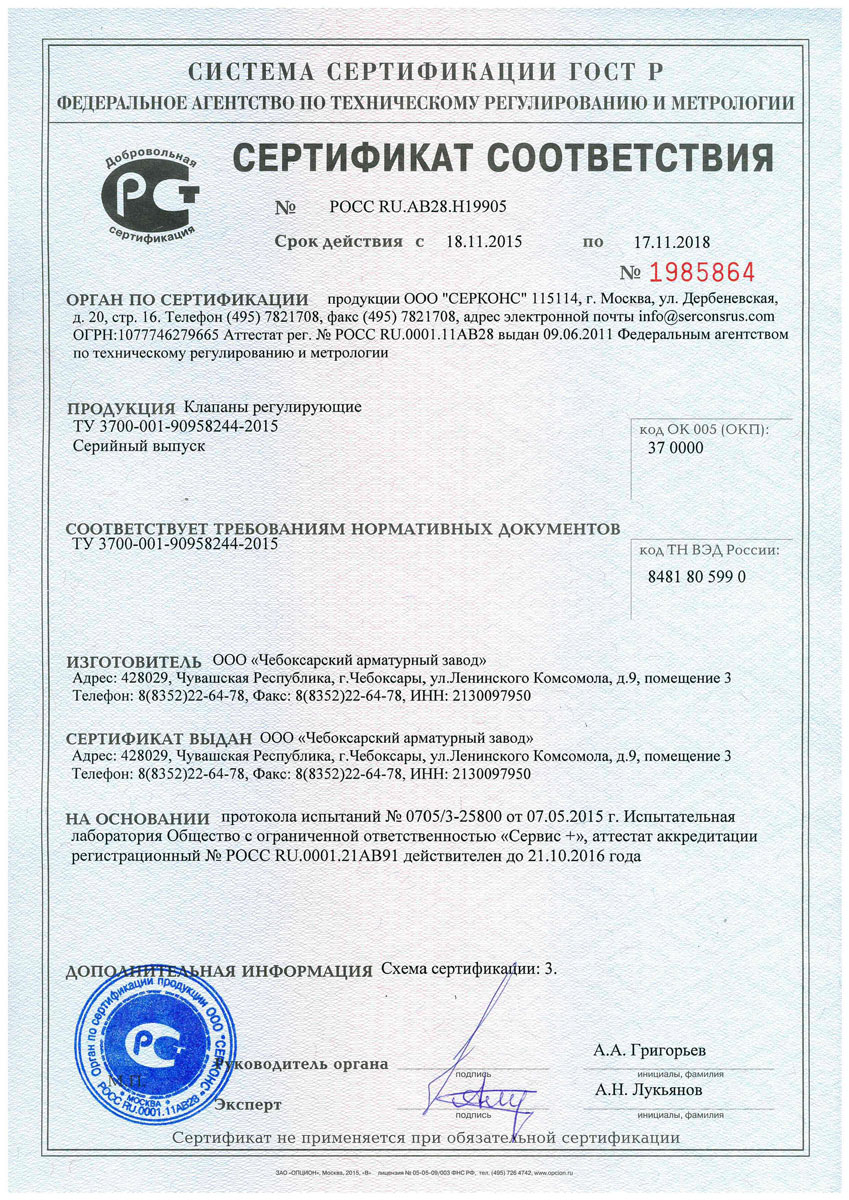 СИСТЕМА СЕРТИФИКАЦИИ ГОСТ Р
ФЕДЕРАЛЬНОЕ АГЕНТСТВО ПО ТЕХНИЧЕСКОМУ РЕГУЛИРОВАНИЮ И МЕТРОЛОГИИ
Добровольная
РСТ
сертификация
СЕРТИФИКАТ СООТВЕТСТВИЯ
№ РОСС RU.АВ28.Н19905
Срок действия с 18.11.2015 по 17.11.2018
№ 1985864
ОРГАН ПО СЕРТИФИКАЦИИ продукции ООО "СЕРКОНС" 115114, г. Москва, ул. Дербеневская,
д. 20, стр. 16. Телефон (495) 7821708, факс (495) 7821708, адрес электронной почты info@serconsrus.com
ОГРН:1077746279665 Аттестат рег. № РОСС RU.0001.11АВ28 выдан 09.06.2011 Федеральным агентством
по техническому регулированию и метрологии
ПРОДУКЦИЯ Клапаны регулирующие
ТУ 3700-001-90958244-2015
Серийный выпуск
код ОК 005 (ОКП):
37 0000
СООТВЕТСТВУЕТ ТРЕБОВАНИЯМ НОРМАТИВНЫХ ДОКУМЕНТОВ
ТУ 3700-001-90958244-2015
код ТН ВЭД России:
8481 80 599 0
ИЗГОТОВИТЕЛЬ ООО «Чебоксарский арматурный завод»
Адрес: 428029, Чувашская Республика, г.Чебоксары, ул.Ленинского Комсомола, д.9, помещение 3
Телефон: 8(8352)22-64-78, Факс: 8(8352)22-64-78, ИНН: 2130097950
СЕРТИФИКАТ ВЫДАН ООО «Чебоксарский арматурный завод»
Адрес: 428029, Чувашская Республика, г.Чебоксары, ул.Ленинского Комсомола, д.9, помещение 3
Телефон: 8(8352)22-64-78, Факс: 8(8352)22-64-78, ИНН: 2130097950
НА ОСНОВАНИИ протокола испытаний № 0705/3-25800 от 07.05.2015 г. Испытательная
лаборатория Общество с ограниченной ответственностью «Сервис +», аттестат аккредитации
регистрационный № РОСС RU.0001.21АВ91 действителен до 21.10.2016 года
ДОПОЛНИТЕЛЬНАЯ ИНФОРМАЦИЯ Схема сертификации: 3.
Орган по сертификации продукции ООО "СЕРКОНС"
РСТ
МОСКВА
РОСС RU.0001.11АВ28
М.П.
Руководитель органа А.А. Григорьев
подпись инициалы, фамилия
Эксперт А.Н. Лукьянов
подпись инициалы, фамилия
Сертификат не применяется при обязательной сертификации
ЗАО «ОПЦИОН», Москва, 2015, «В» лицензия № 05-05-09/003 ФНС РФ, тел. (495) 726 4742, www.opcion.ru